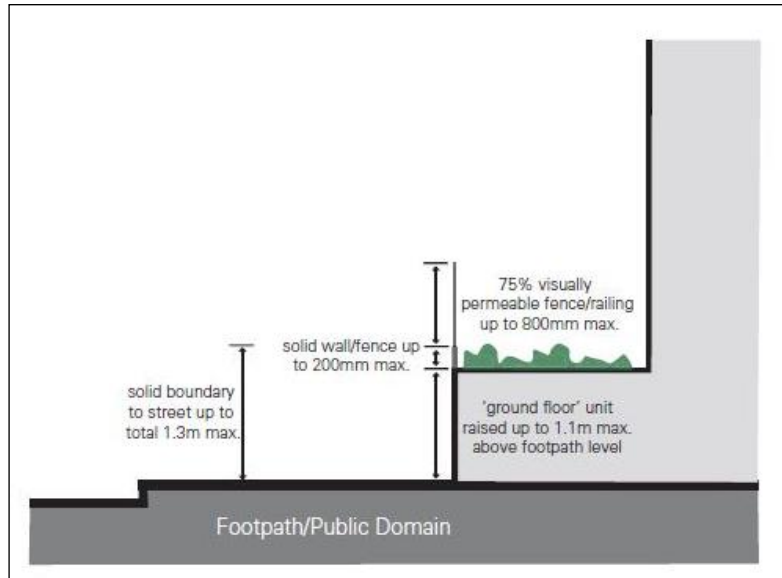 75% visually
permeable fence/railing
up to 800mm max.
solid wall/fence up
to 200mm max.
solid boundary
to street up to
total 1.3m max.
'ground floor' unit
raised up to 1.1m max.
above footpath level
Footpath/Public Domain